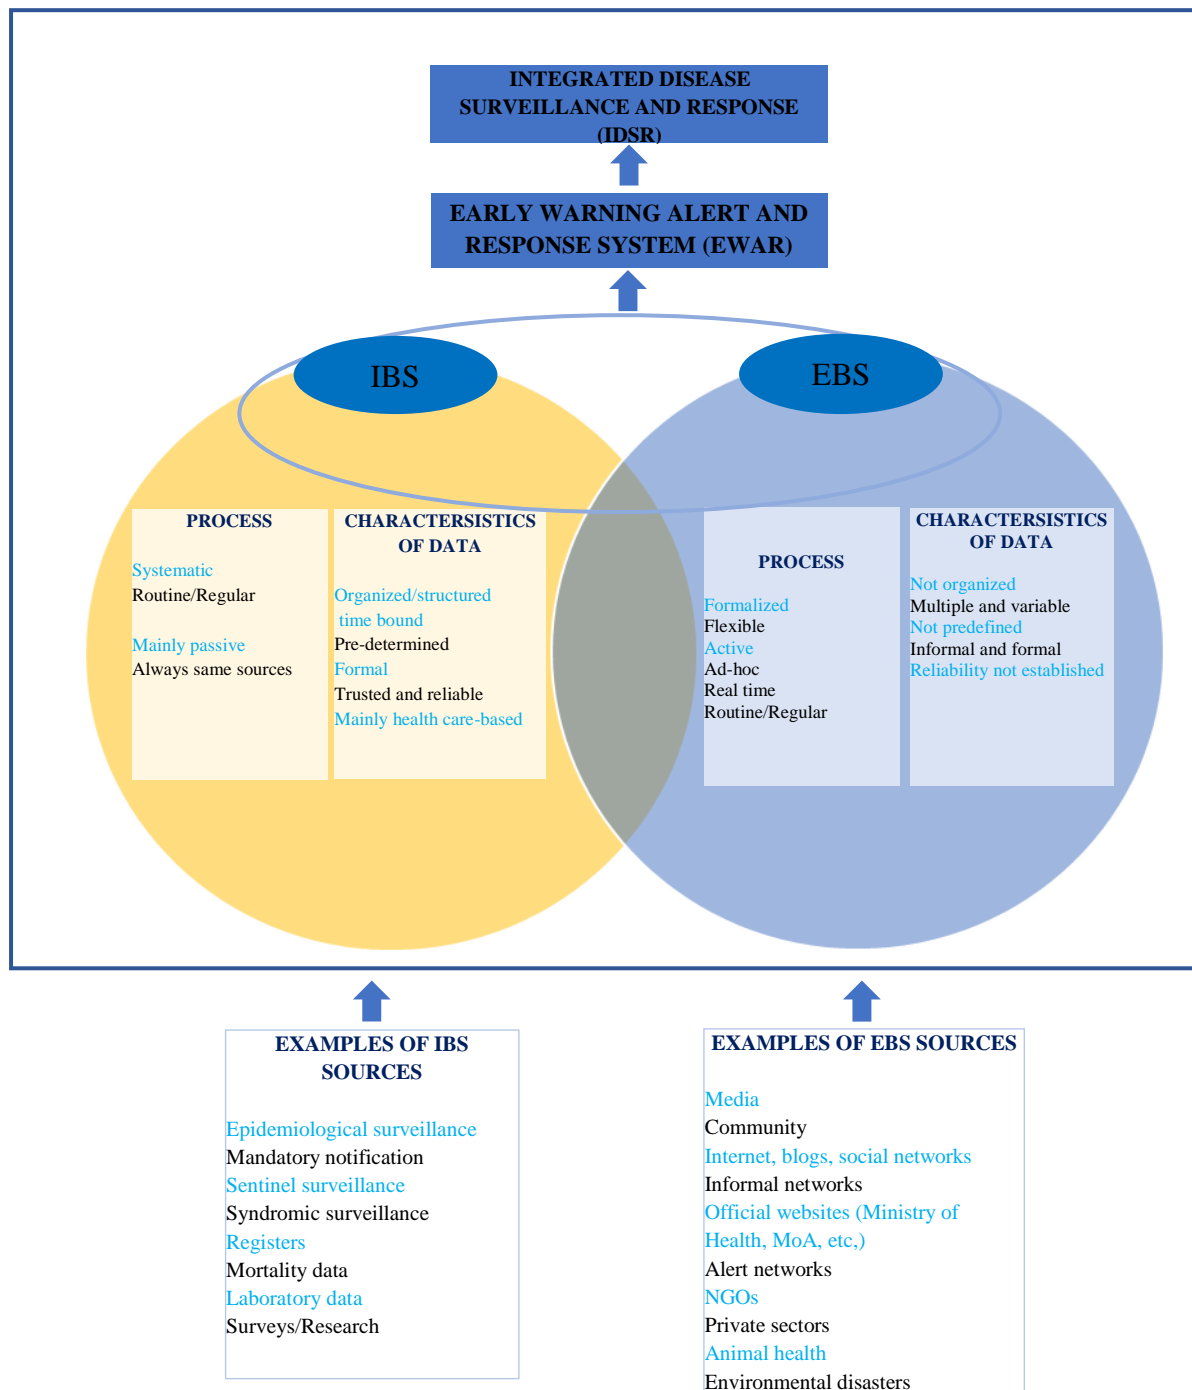 INTEGRATED DISEASE
SURVEILLANCE AND RESPONSE
(IDSR)
EARLY WARNING ALERT AND
RESPONSE SYSTEM (EWAR)
IBS
EBS
PROCESS
Systematic
Routine/Regular
Mainly passive
Always same sources
CHARACTERSISTICS
OF DATA
Organized/structured
time bound
Pre-determined
Formal
Trusted and reliable
Mainly health care-based
PROCESS
Formalized
Flexible
Active
Ad-hoc
Real time
Routine/Regular
CHARACTERSISTICS
OF DATA
Not organized
Multiple and variable
Not predefined
Informal and formal
Reliability not established
EXAMPLES OF IBS
SOURCES
Epidemiological surveillance
Mandatory notification
Sentinel surveillance
Syndromic surveillance
Registers
Mortality data
Laboratory data
Surveys/Research
EXAMPLES OF EBS SOURCES
Media
Community
Internet, blogs, social networks
Informal networks
Official websites (Ministry of
Health, MoA, etc,)
Alert networks
NGOs
Private sectors
Animal health
Environmental disasters